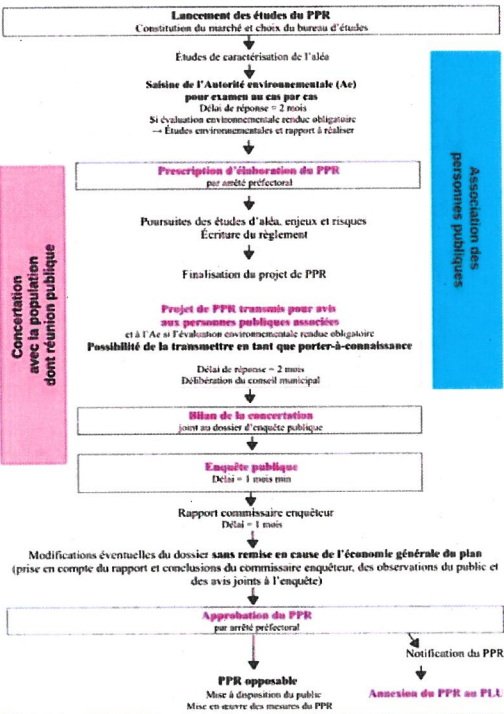 Lancement des études du PPR
Constitution du marché et choix du bureau d'études
Études de caractérisation de l'aléa
Saisine de l'Autorité environnementale (Ae)
pour examen au cas par cas
Délai de réponse = 2 mois
Si évaluation environnementale rendue obligatoire
→ Études environnementales et rapport à réaliser
Prescription d'élaboration du PPR
par arrêté préfectoral
Poursuites des études d'aléa, enjeux et risques
Écriture du règlement
Finalisation du projet de PPR
Projet de PPR transmis pour avis
aux personnes publiques associées
et à l'Ae si l'évaluation environnementale rendue obligatoire
Possibilité de la transmettre en tant que porter-à-connaissance
Délai de réponse = 2 mois
Délibération du conseil municipal
Bilan de la concertation
joint au dossier d'enquête publique
Enquête publique
Délai = 1 mois min
Rapport commissaire enquêteur
Délai = 1 mois
Modifications éventuelles du dossier sans remise en cause de l'économie générale du plan
(prise en compte du rapport et conclusions du commissaire enquêteur, des observations du public et
des avis joints à l'enquête)
Approbation du PPR
par arrêté préfectoral
Notification du PPR
PPR opposable
Mise à disposition du public
Mise en œuvre des mesures du PPR
Annexion du PPR au PLU
Concertation
avec la population
dont réunion publique
Association des
personnes publiques